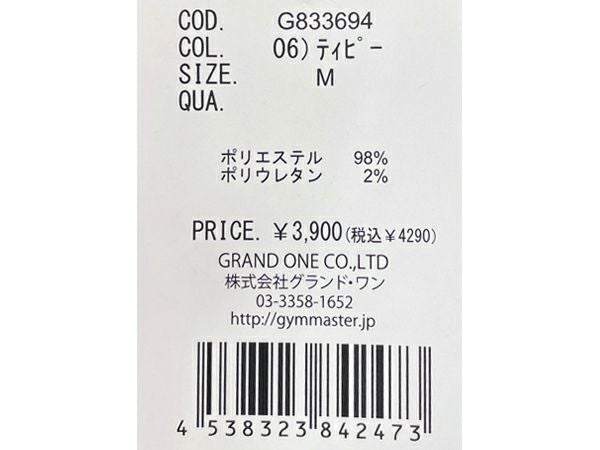 COD. G833694
COL. 06) ﾃｨﾋﾟｰ
SIZE. M
QUA.
ポリエステル 98%
ポリウレタン 2%
PRICE. ¥3,900(税込¥4290)
GRAND ONE CO.,LTD
株式会社グランド・ワン
03-3358-1652
http://gymmaster.jp
4 538323 842473